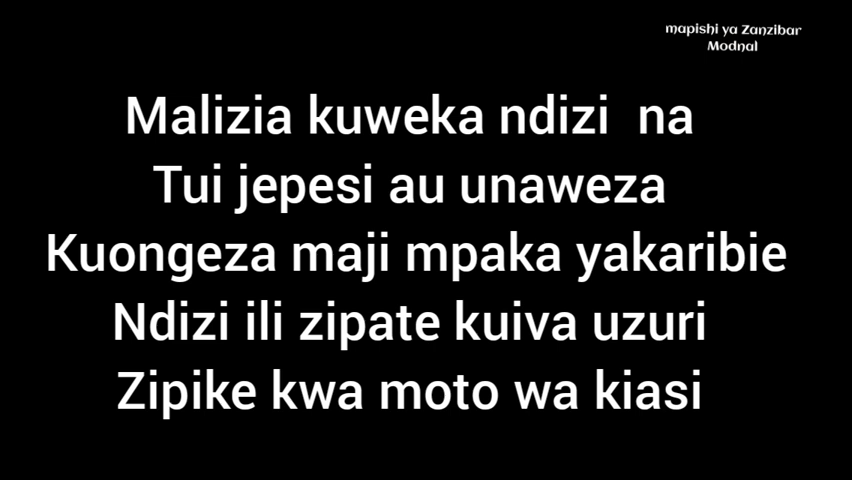 mapishi ya Zanzibar
Modnal
Malizia kuweka ndizi na
Tui jepesi au unaweza
Kuongeza maji mpaka yakaribie
Ndizi ili zipate kuiva uzuri
Zipike kwa moto wa kiasi